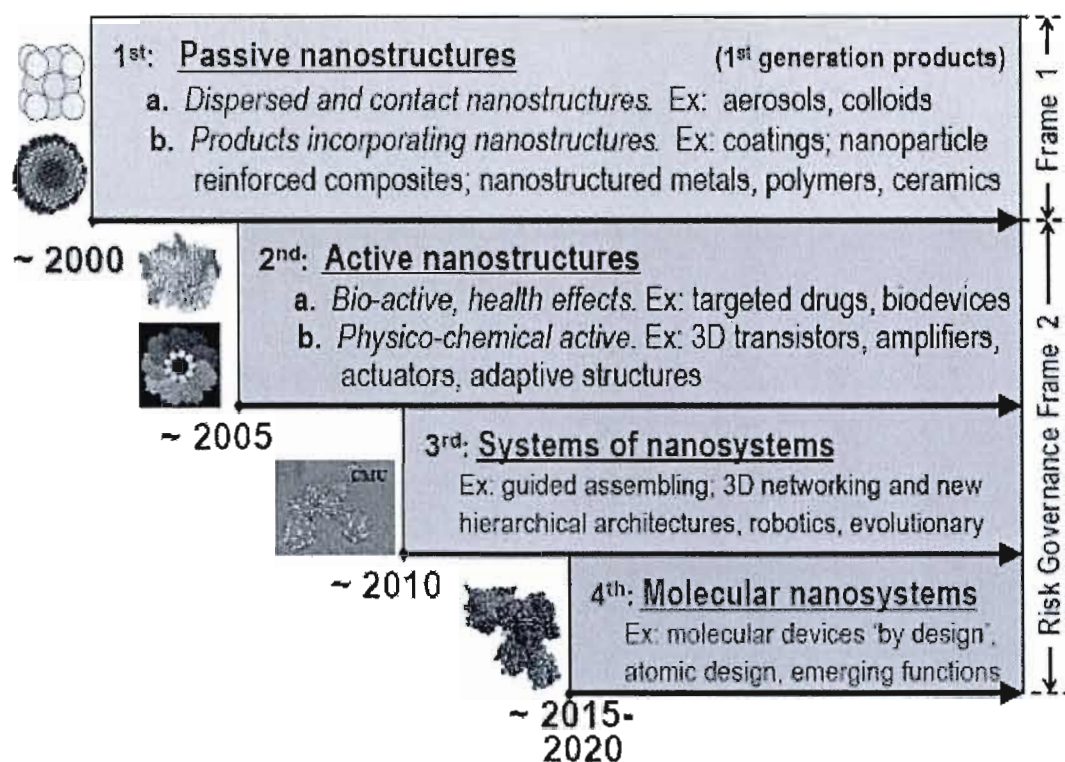 1st: Passive nanostructures (1st generation products)
a. Dispersed and contact nanostructures. Ex: aerosols, colloids
b. Products incorporating nanostructures. Ex: coatings; nanoparticle
reinforced composites; nanostructured metals, polymers, ceramics
~ 2000
2nd: Active nanostructures
a. Bio-active, health effects. Ex: targeted drugs, biodevices
b. Physico-chemical active. Ex: 3D transistors, amplifiers,
actuators, adaptive structures
~ 2005
CMU
3rd: Systems of nanosystems
Ex: guided assembling; 3D networking and new
hierarchical architectures, robotics, evolutionary
~ 2010
4th: Molecular nanosystems
Ex: molecular devices 'by design',
atomic design, emerging functions
~ 2015-
2020
Frame 1
Risk Governance Frame 2